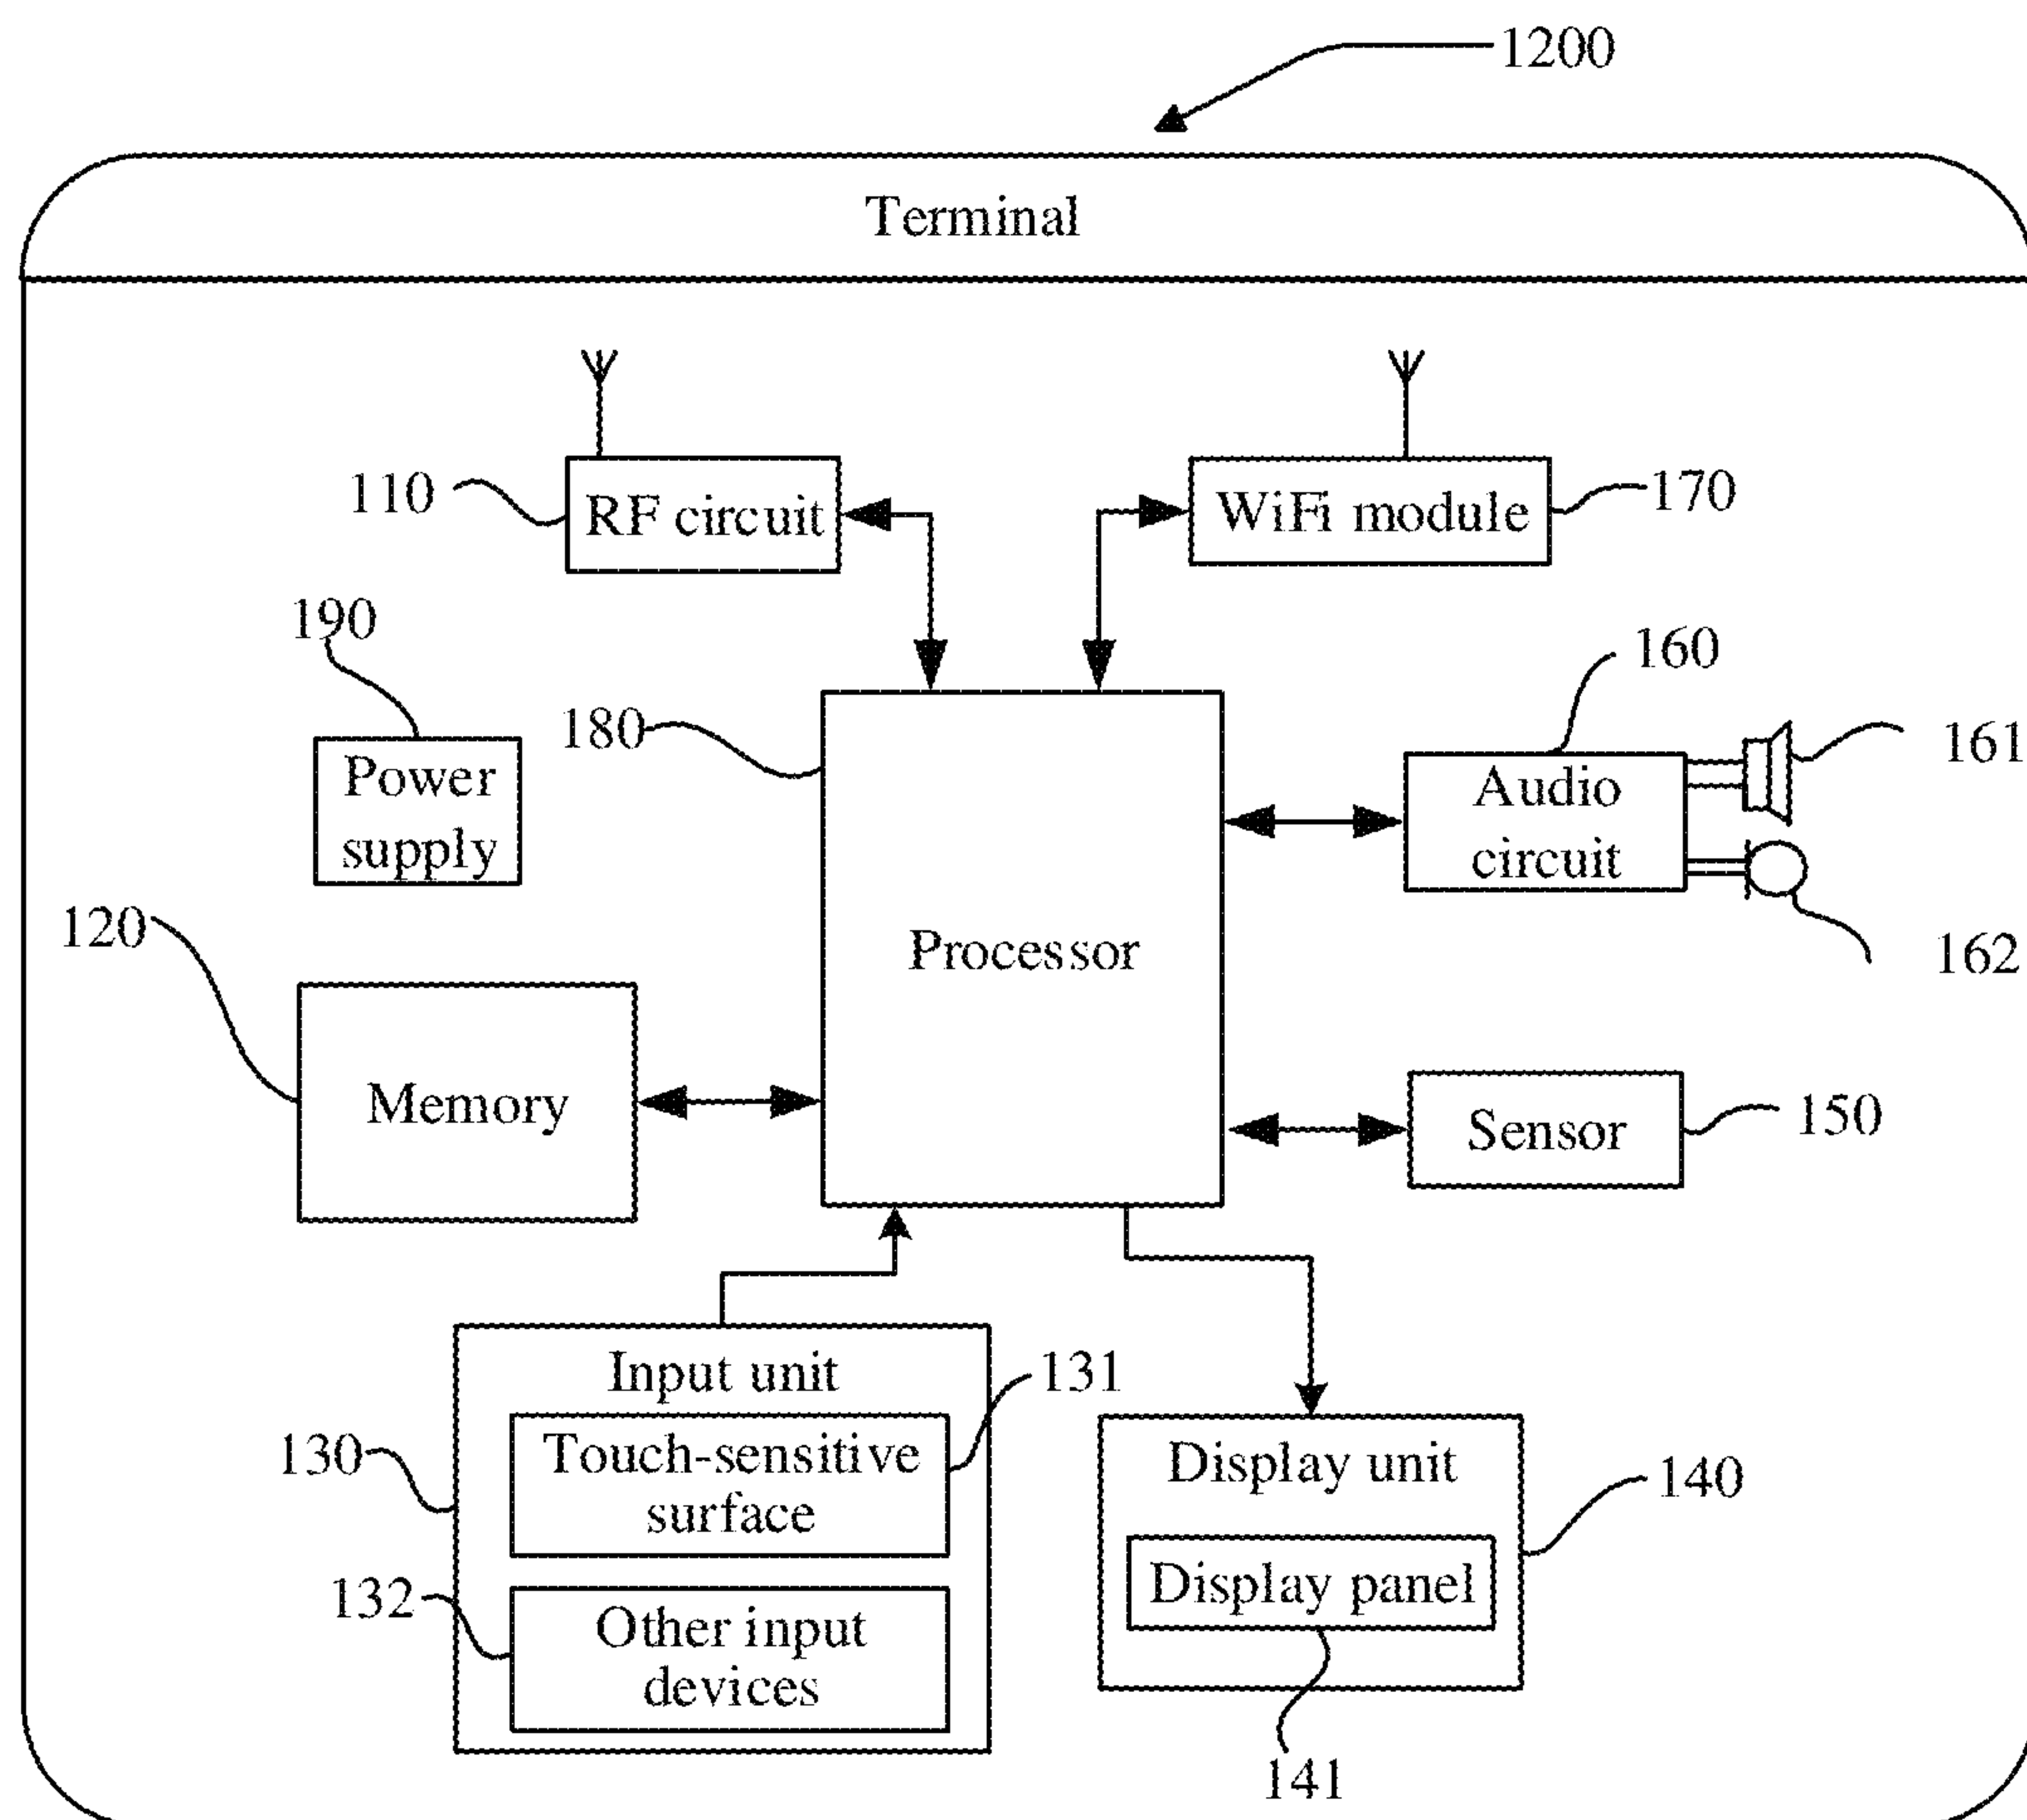 1200
Terminal
110
RF circuit
WiFi module
170
190
180
160
161
Power
supply
Audio
circuit
162
120
Processor
Memory
Sensor
150
Input unit
131
130
Touch-sensitive
surface
Display unit
140
132
Other input
devices
Display panel
141